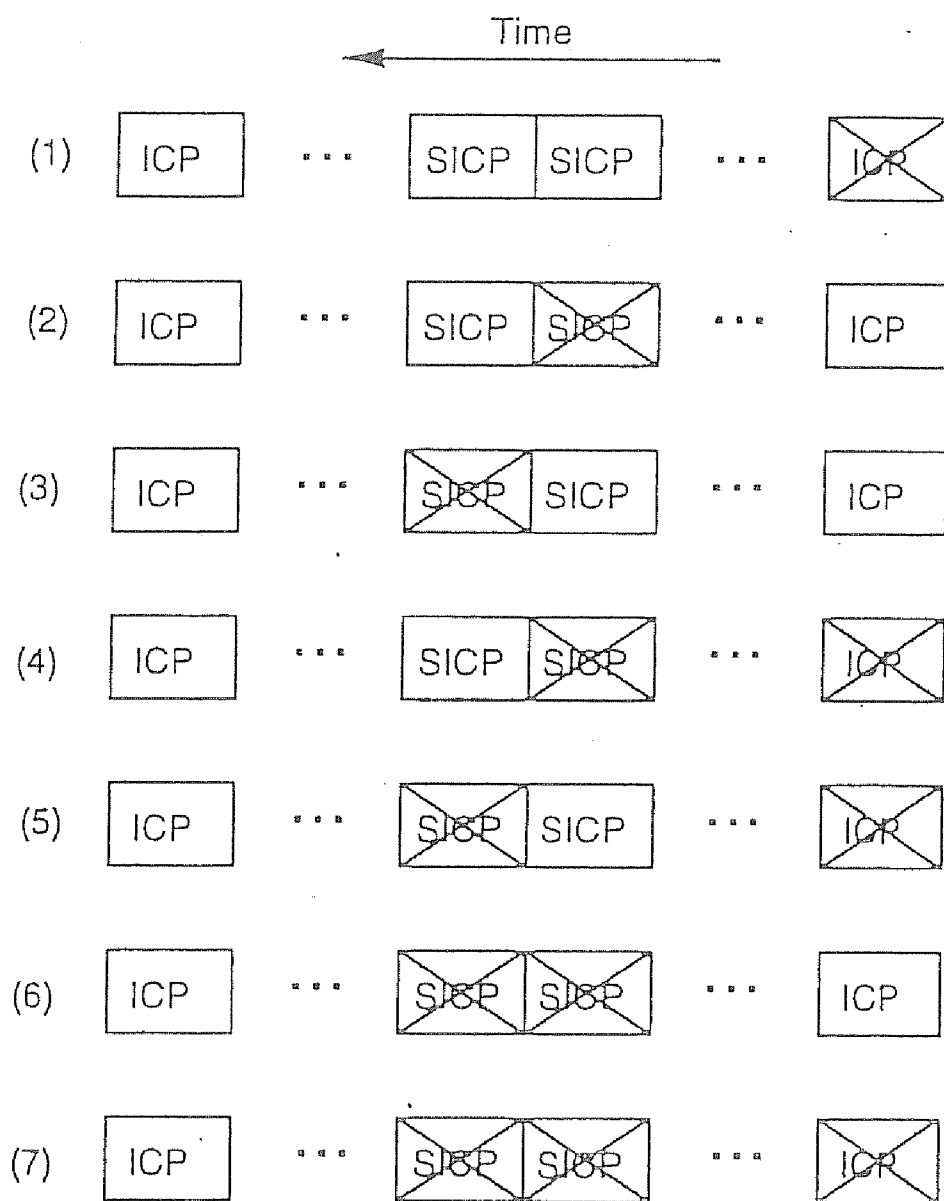 Time
(1) ICP ... SICP SICP ... ICP
(2) ICP ... SICP SICP ... ICP
(3) ICP ... SICP SICP ... ICP
(4) ICP ... SICP SICP ... ICP
(5) ICP ... SICP SICP ... ICP
(6) ICP ... SICP SICP ... ICP
(7) ICP ... SICP SICP ... ICP